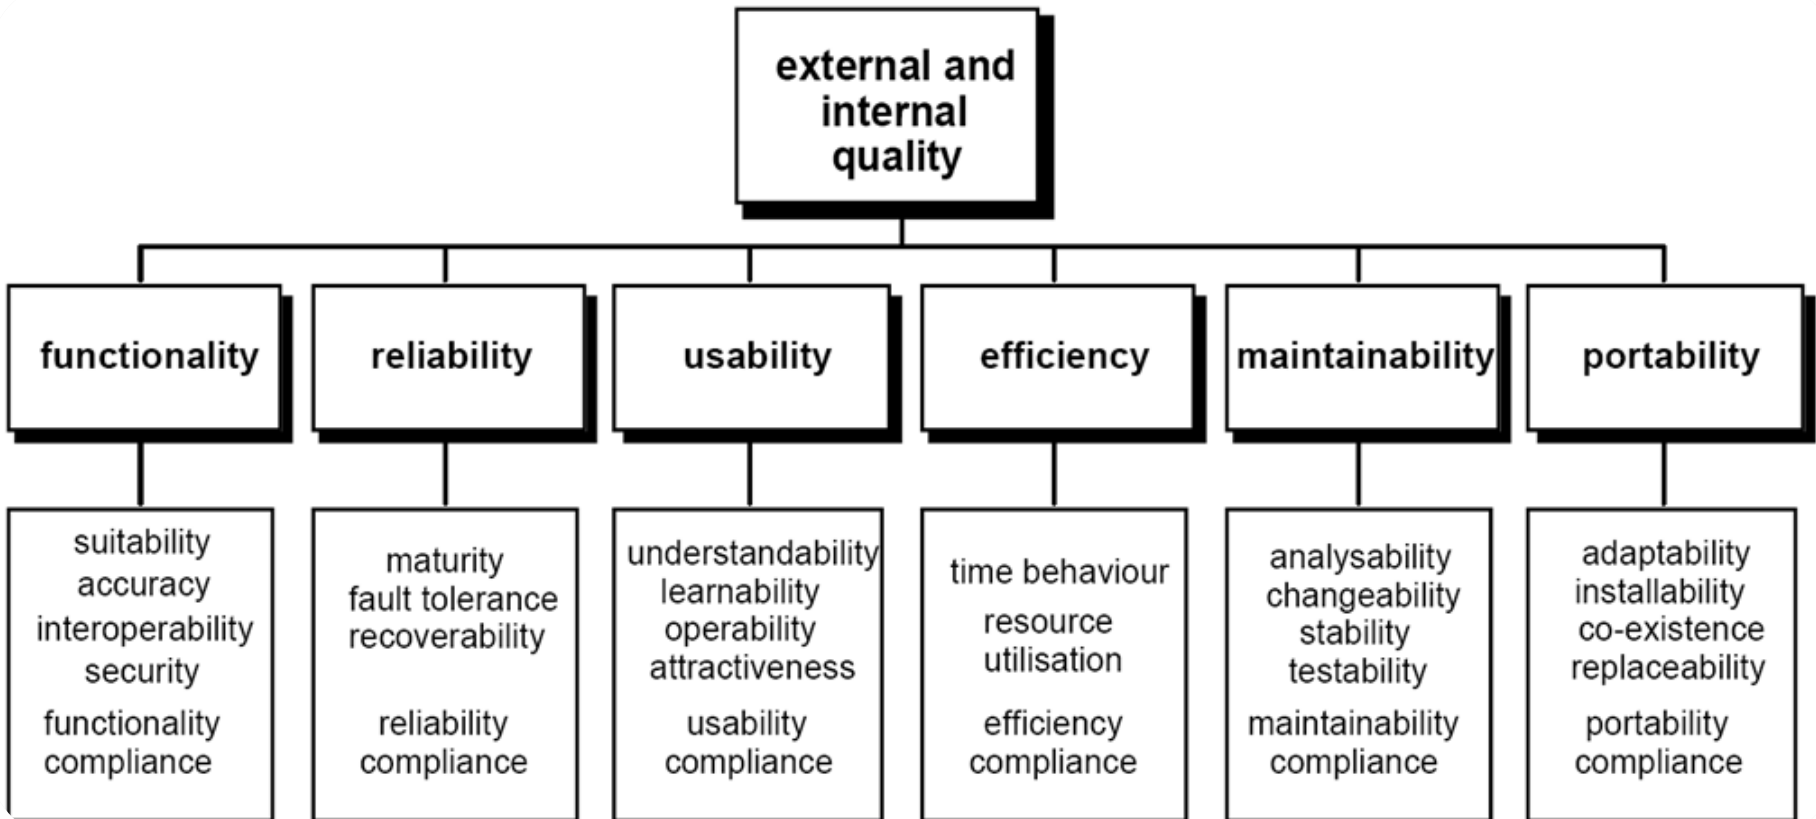 external and
internal
quality
functionality
reliability
usability
efficiency
maintainability
portability
suitability
accuracy
interoperability
security
functionality
compliance
maturity
fault tolerance
recoverability
reliability
compliance
understandability
learnability
operability
attractiveness
usability
compliance
time behaviour
resource
utilisation
efficiency
compliance
analysability
changeability
stability
testability
maintainability
compliance
adaptability
installability
co-existence
replaceability
portability
compliance